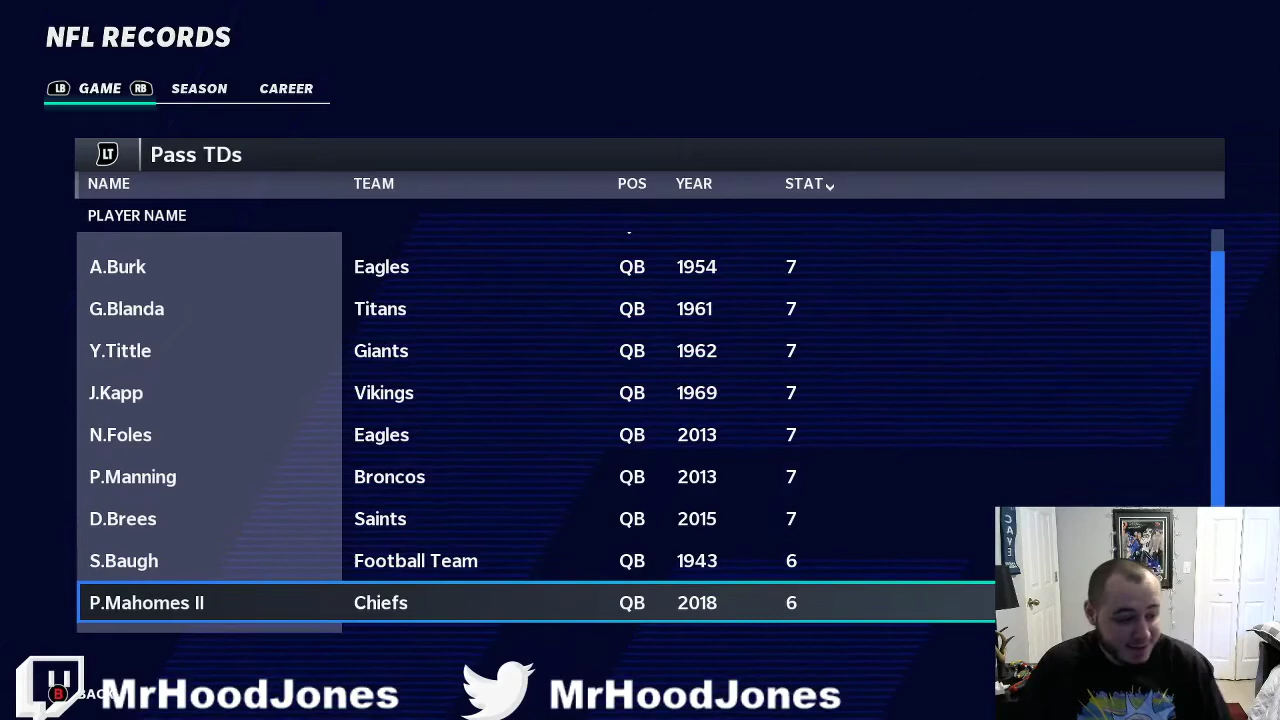 NFL RECORDS
LB GAME RB SEASON CAREER
LT Pass TDs
NAME TEAM POS YEAR STAT
PLAYER NAME
A.Burk Eagles QB 1954 7
G.Blanda Titans QB 1961 7
Y.Tittle Giants QB 1962 7
J.Kapp Vikings QB 1969 7
N.Foles Eagles QB 2013 7
P.Manning Broncos QB 2013 7
D.Brees Saints QB 2015 7
S.Baugh Football Team QB 1943 6
P.Mahomes II Chiefs QB 2018 6
B BACK
MrHoodJones MrHoodJones